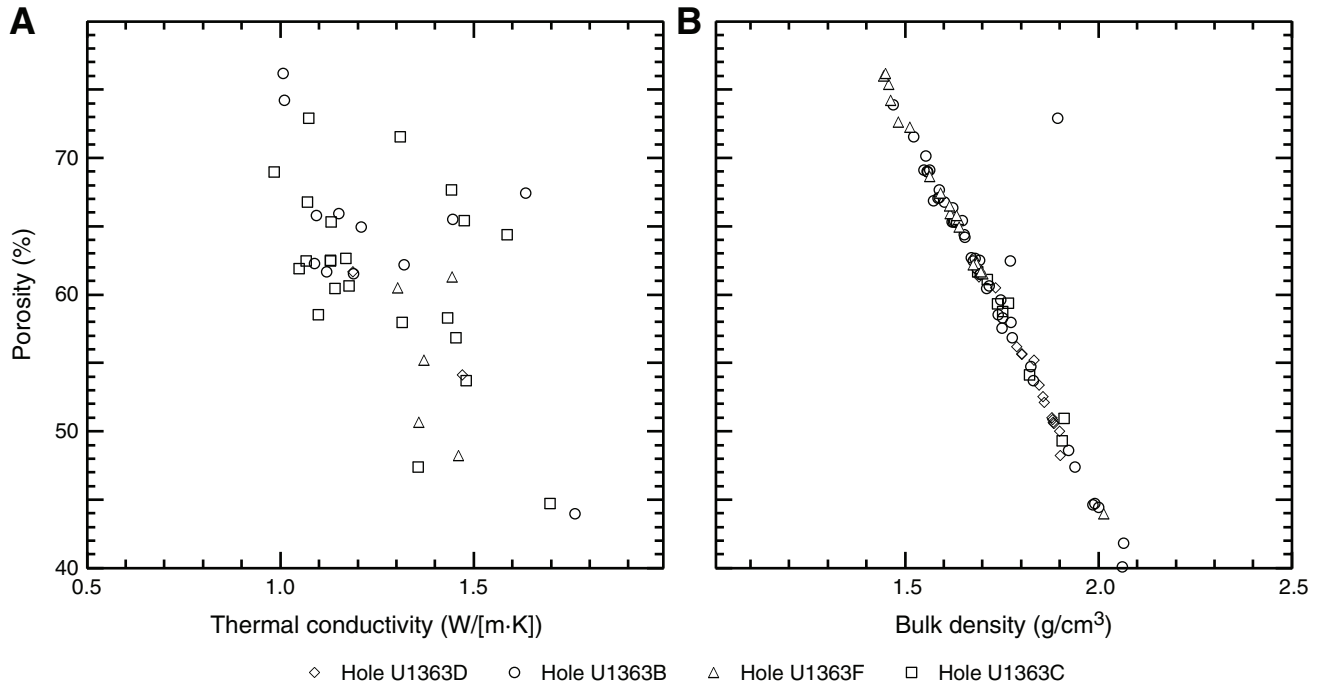 A
B
70
60
50
40
Porosity (%)
0.5 1.0 1.5
1.5 2.0 2.5
Thermal conductivity (W/[m·K])
Bulk density (g/cm³)
Hole U1363D Hole U1363B Hole U1363F Hole U1363C